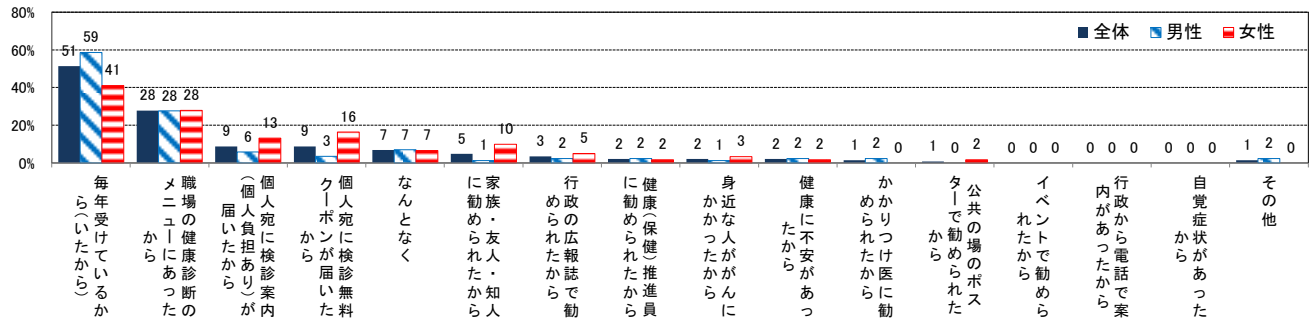 80%
60%
40%
20%
0%
全体 男性 女性
51 59 41
28 28 28
9 6 13
9 3 16
7 7 7
5 1 10
3 2 5
2 2 2
2 1 3
2 2 2
1 2 0
1 0 2
0 0 0
0 0 0
0 0 0
1 2 0
毎年受けているか
ら(いたから)
職場の健康診断の
メニューにあった
から
個人宛に検診案内
(個人負担あり)が
届いたから
個人宛に検診無料
クーポンが届いた
から
なんとなく
家族・友人・知人
に勧められたから
行政の広報誌で勧
められたから
健康(保健)推進員
に勧められたから
身近な人ががんに
かかったから
健康に不安があっ
たから
かかりつけ医に勧
められたから
公共の場のポス
ターで勧められた
から
イベントで勧めら
れたから
行政から電話で案
内があったから
自覚症状があった
から
その他